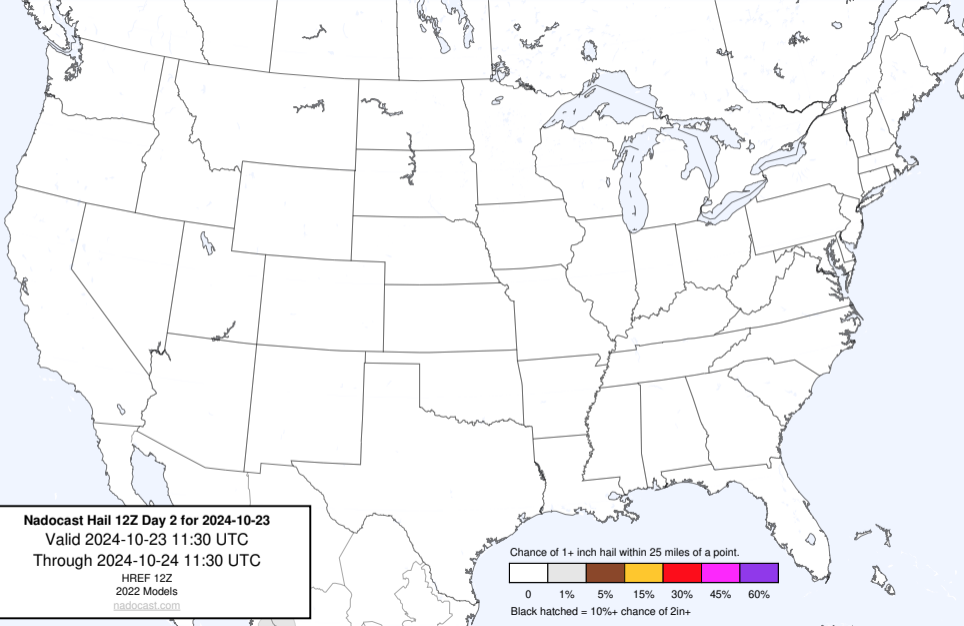 Nadocast Hail 12Z Day 2 for 2024-10-23
Valid 2024-10-23 11:30 UTC
Through 2024-10-24 11:30 UTC
HREF 12Z
2022 Models
nadocast.com
Chance of 1+ inch hail within 25 miles of a point.
0 1% 5% 15% 30% 45% 60%
Black hatched = 10%+ chance of 2in+